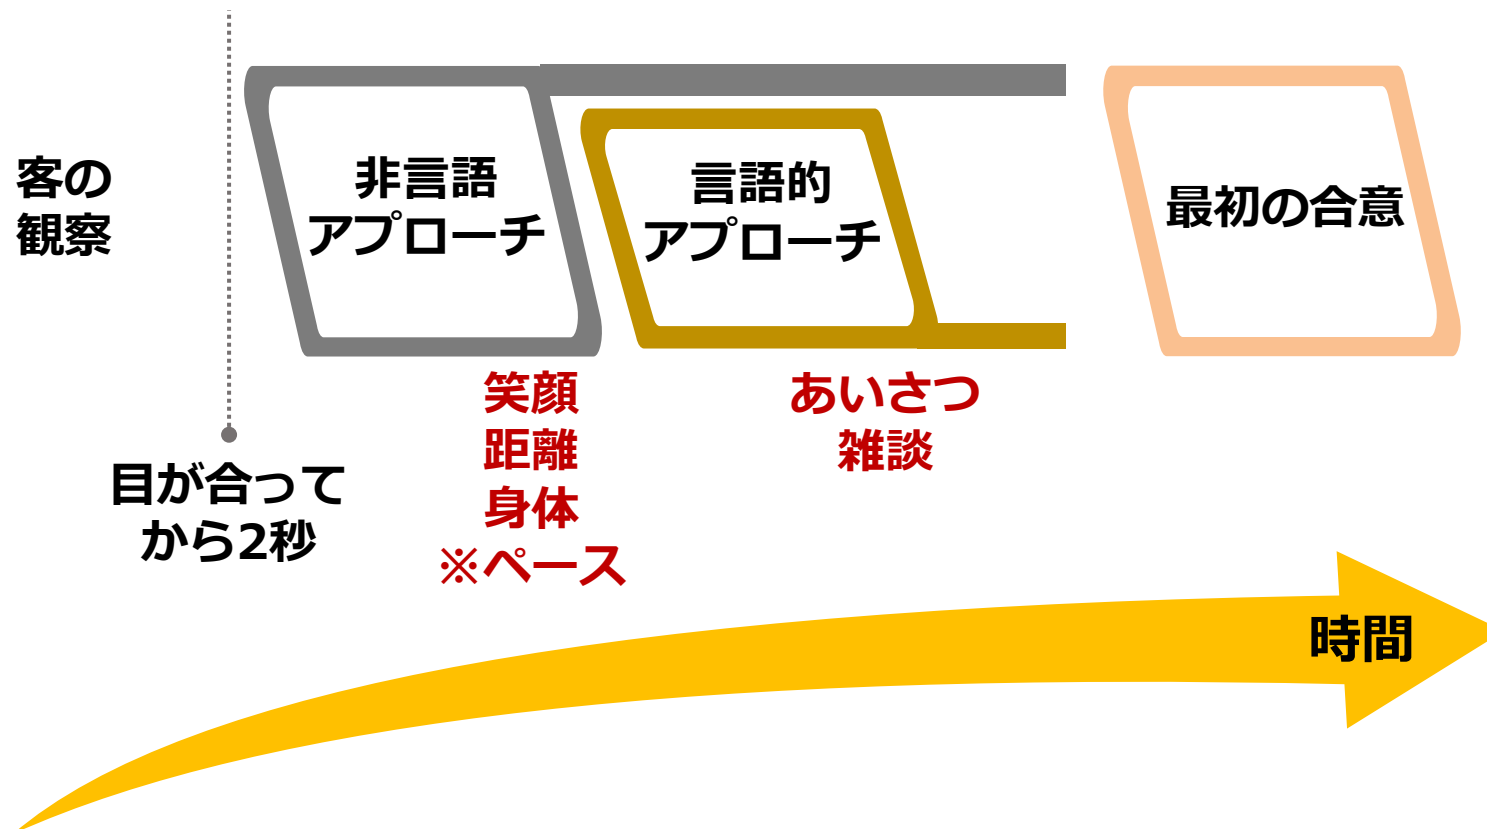 客の
観察
非言語
アプローチ
言語的
アプローチ
最初の合意
目が合って
から2秒
笑顔
距離
身体
※ペース
あいさつ
雑談
時間